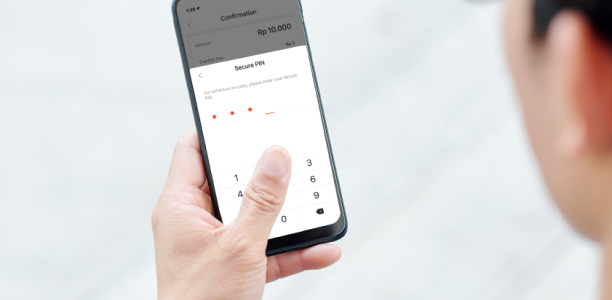 1:20
Confirmation
Amount
Rp 10.000
Transfer Fee
Rp 0
Secure PIN
For enhanced security, please enter your Secure
PIN.
1
3
4
6
9
0